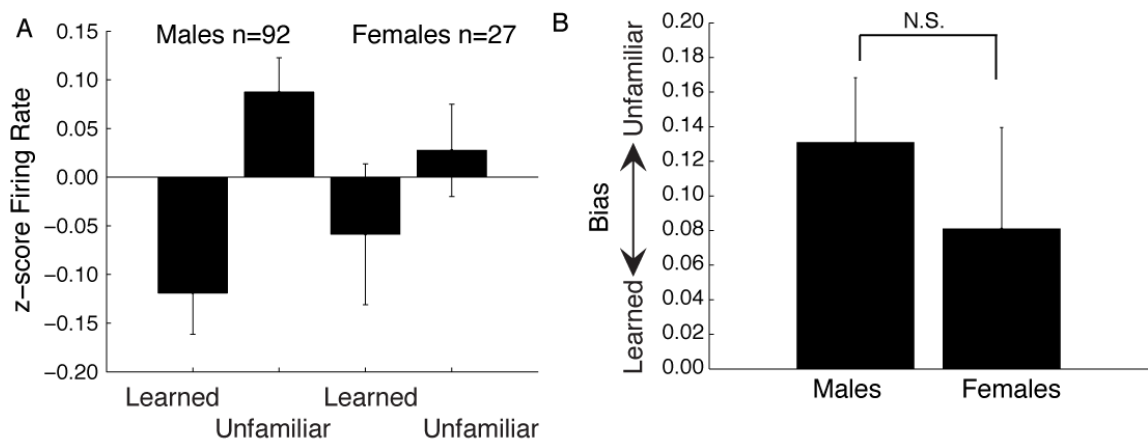 A
Males n=92
Females n=27
z−score Firing Rate
0.15
0.10
0.05
0.00
−0.05
−0.10
−0.15
−0.20
Learned
Unfamiliar
Learned
Unfamiliar
B
N.S.
Learned
Unfamiliar
Bias
0.20
0.18
0.16
0.14
0.12
0.10
0.08
0.06
0.04
0.02
0.00
Males
Females